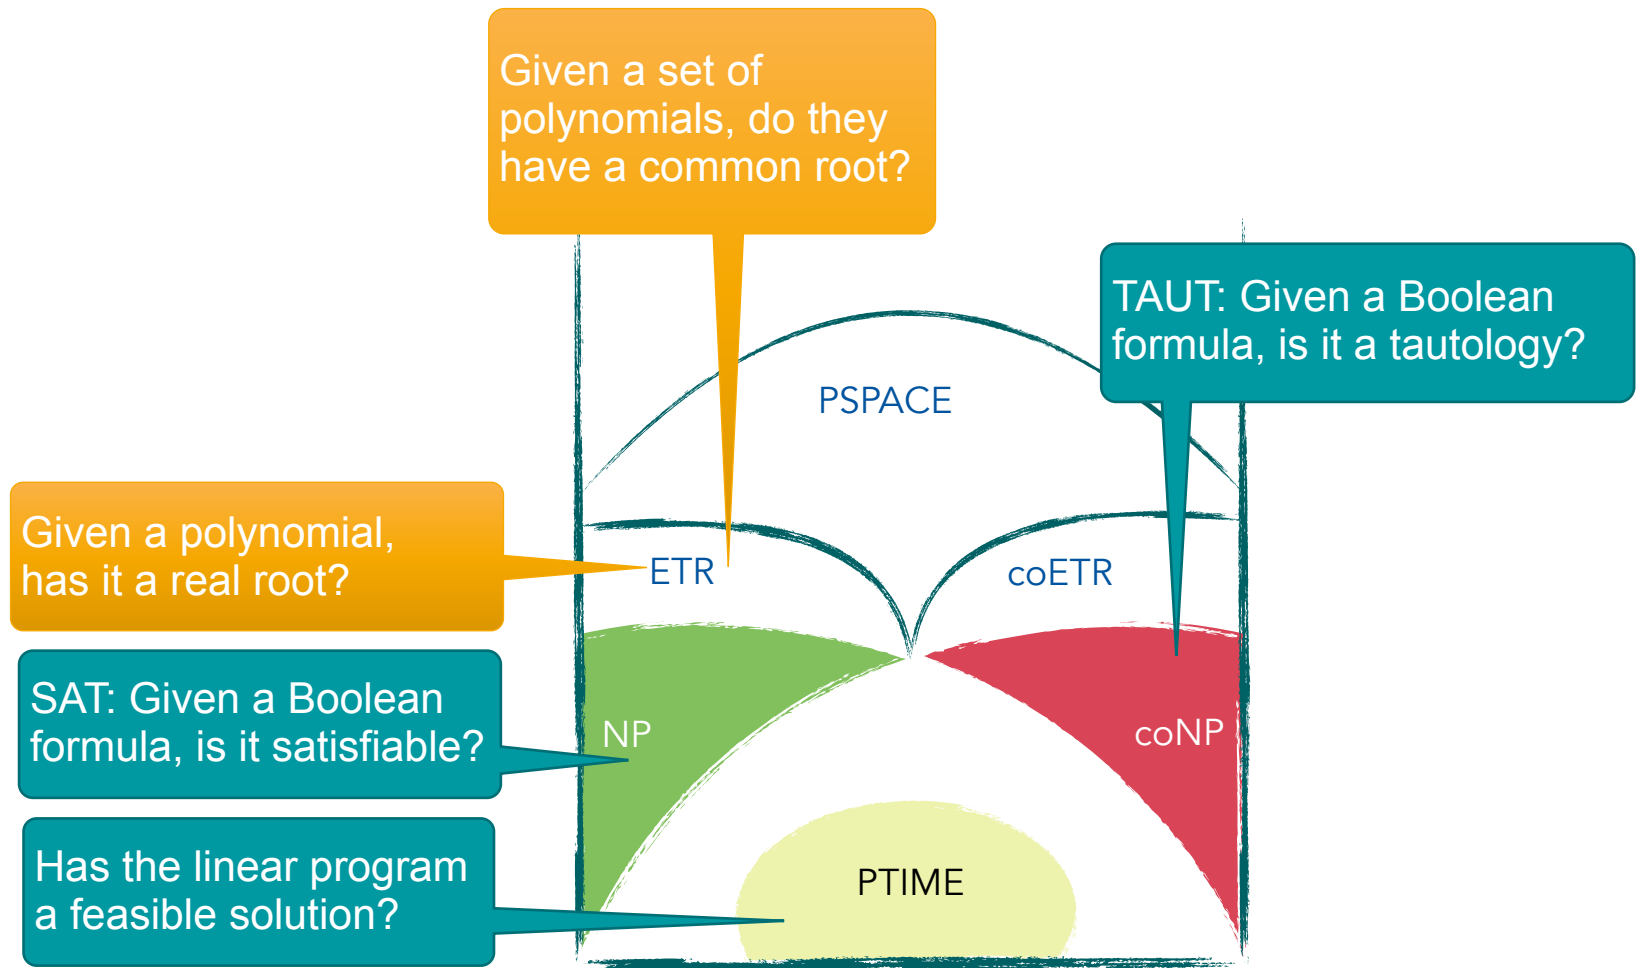 Given a set of
polynomials, do they
have a common root?
TAUT: Given a Boolean
formula, is it a tautology?
PSPACE
Given a polynomial,
has it a real root?
ETR
coETR
SAT: Given a Boolean
formula, is it satisfiable?
NP
coNP
Has the linear program
a feasible solution?
PTIME